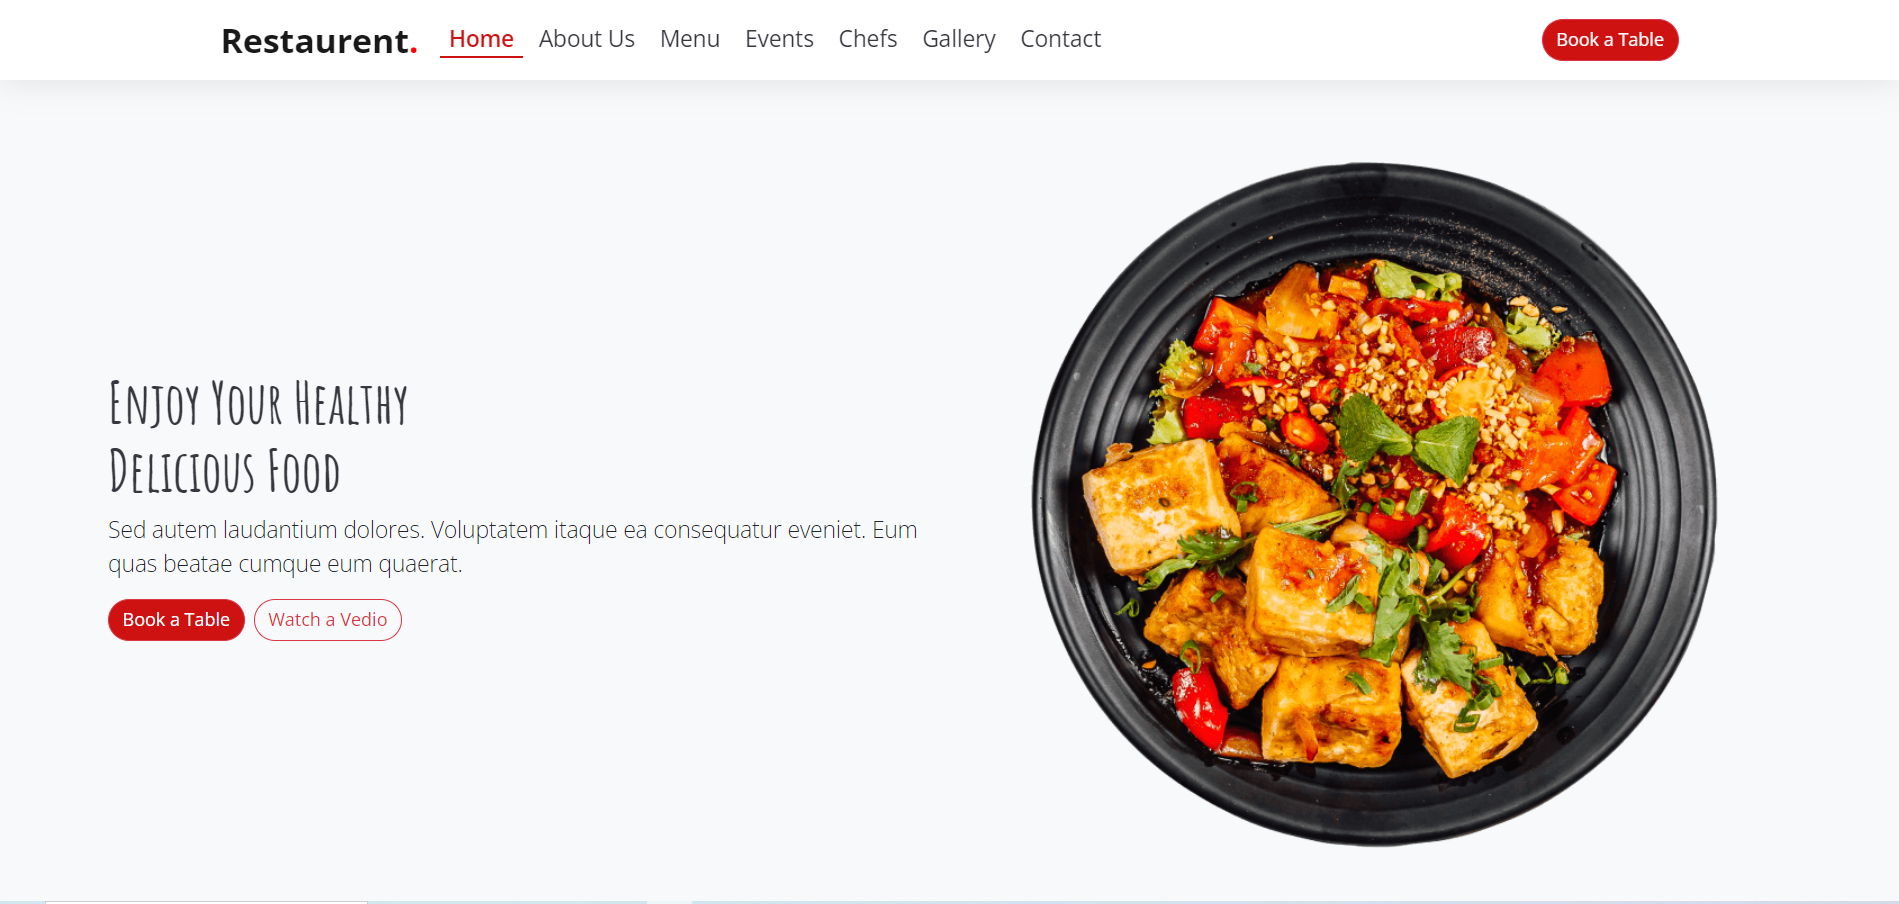 Restaurent. Home About Us Menu Events Chefs Gallery Contact Book a Table
Enjoy Your Healthy
Delicious Food
Sed autem laudantium dolores. Voluptatem itaque ea consequatur eveniet. Eum
quas beatae cumque eum quaerat.
Book a Table Watch a Vedio